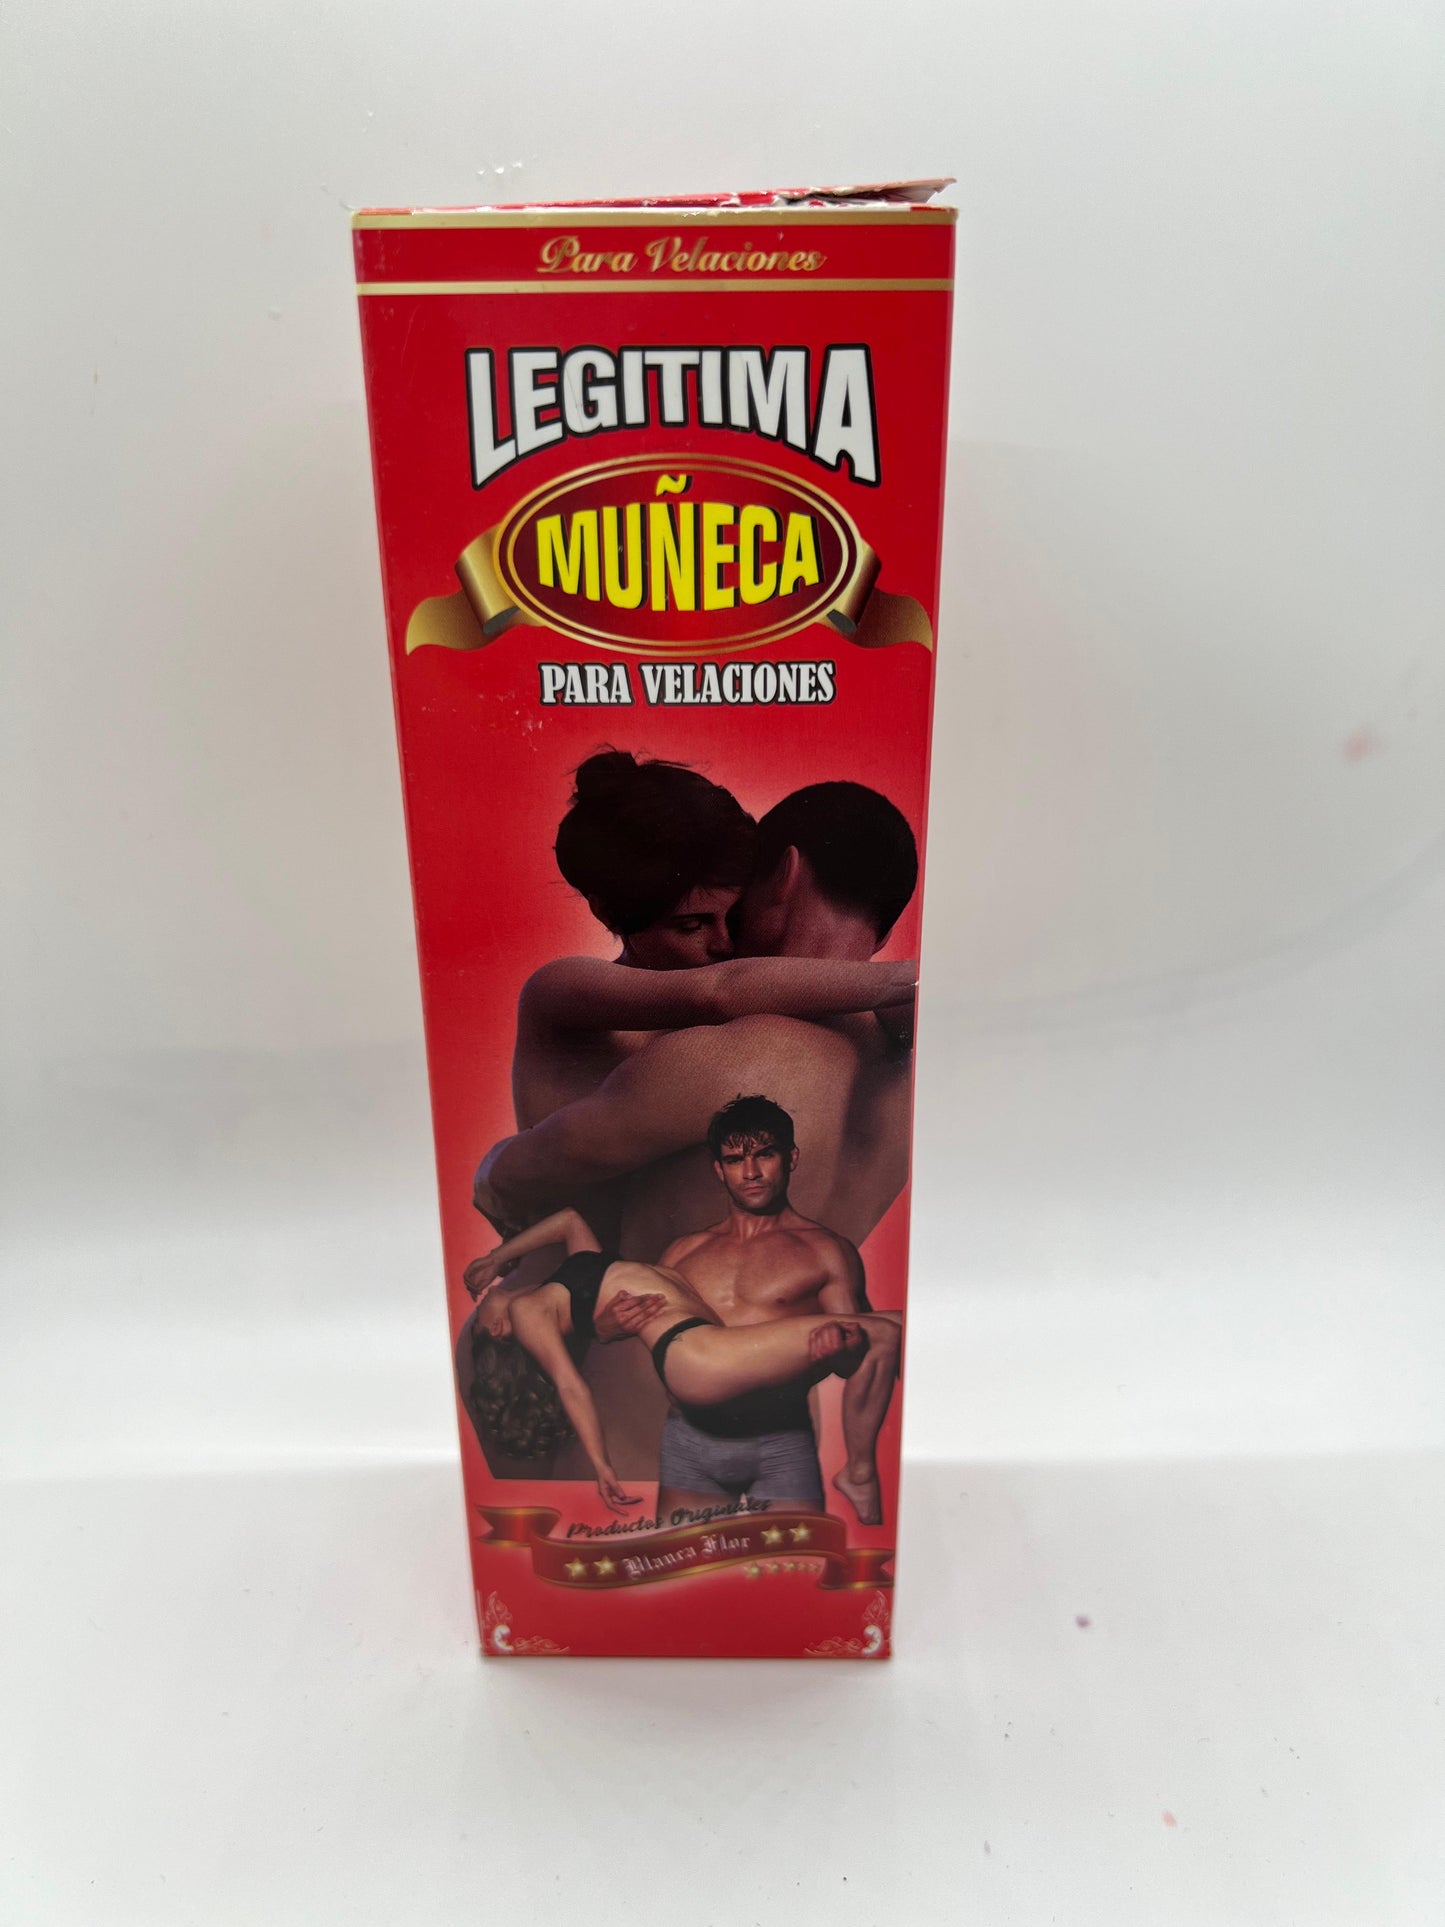 Para Velaciones
LEGITIMA
MUÑECA
PARA VELACIONES
Productos Originales
Blanca Flor